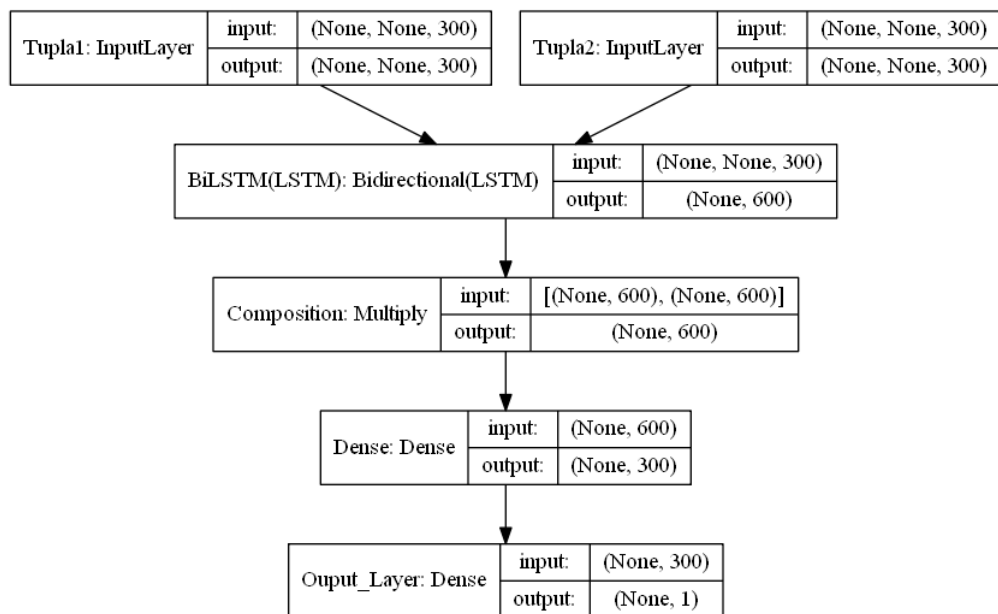 Tupla1: InputLayer
input:
(None, None, 300)
output:
(None, None, 300)
Tupla2: InputLayer
input:
(None, None, 300)
output:
(None, None, 300)
BiLSTM(LSTM): Bidirectional(LSTM)
input:
(None, None, 300)
output:
(None, 600)
Composition: Multiply
input:
[(None, 600), (None, 600)]
output:
(None, 600)
Dense: Dense
input:
(None, 600)
output:
(None, 300)
Ouput_Layer: Dense
input:
(None, 300)
output:
(None, 1)